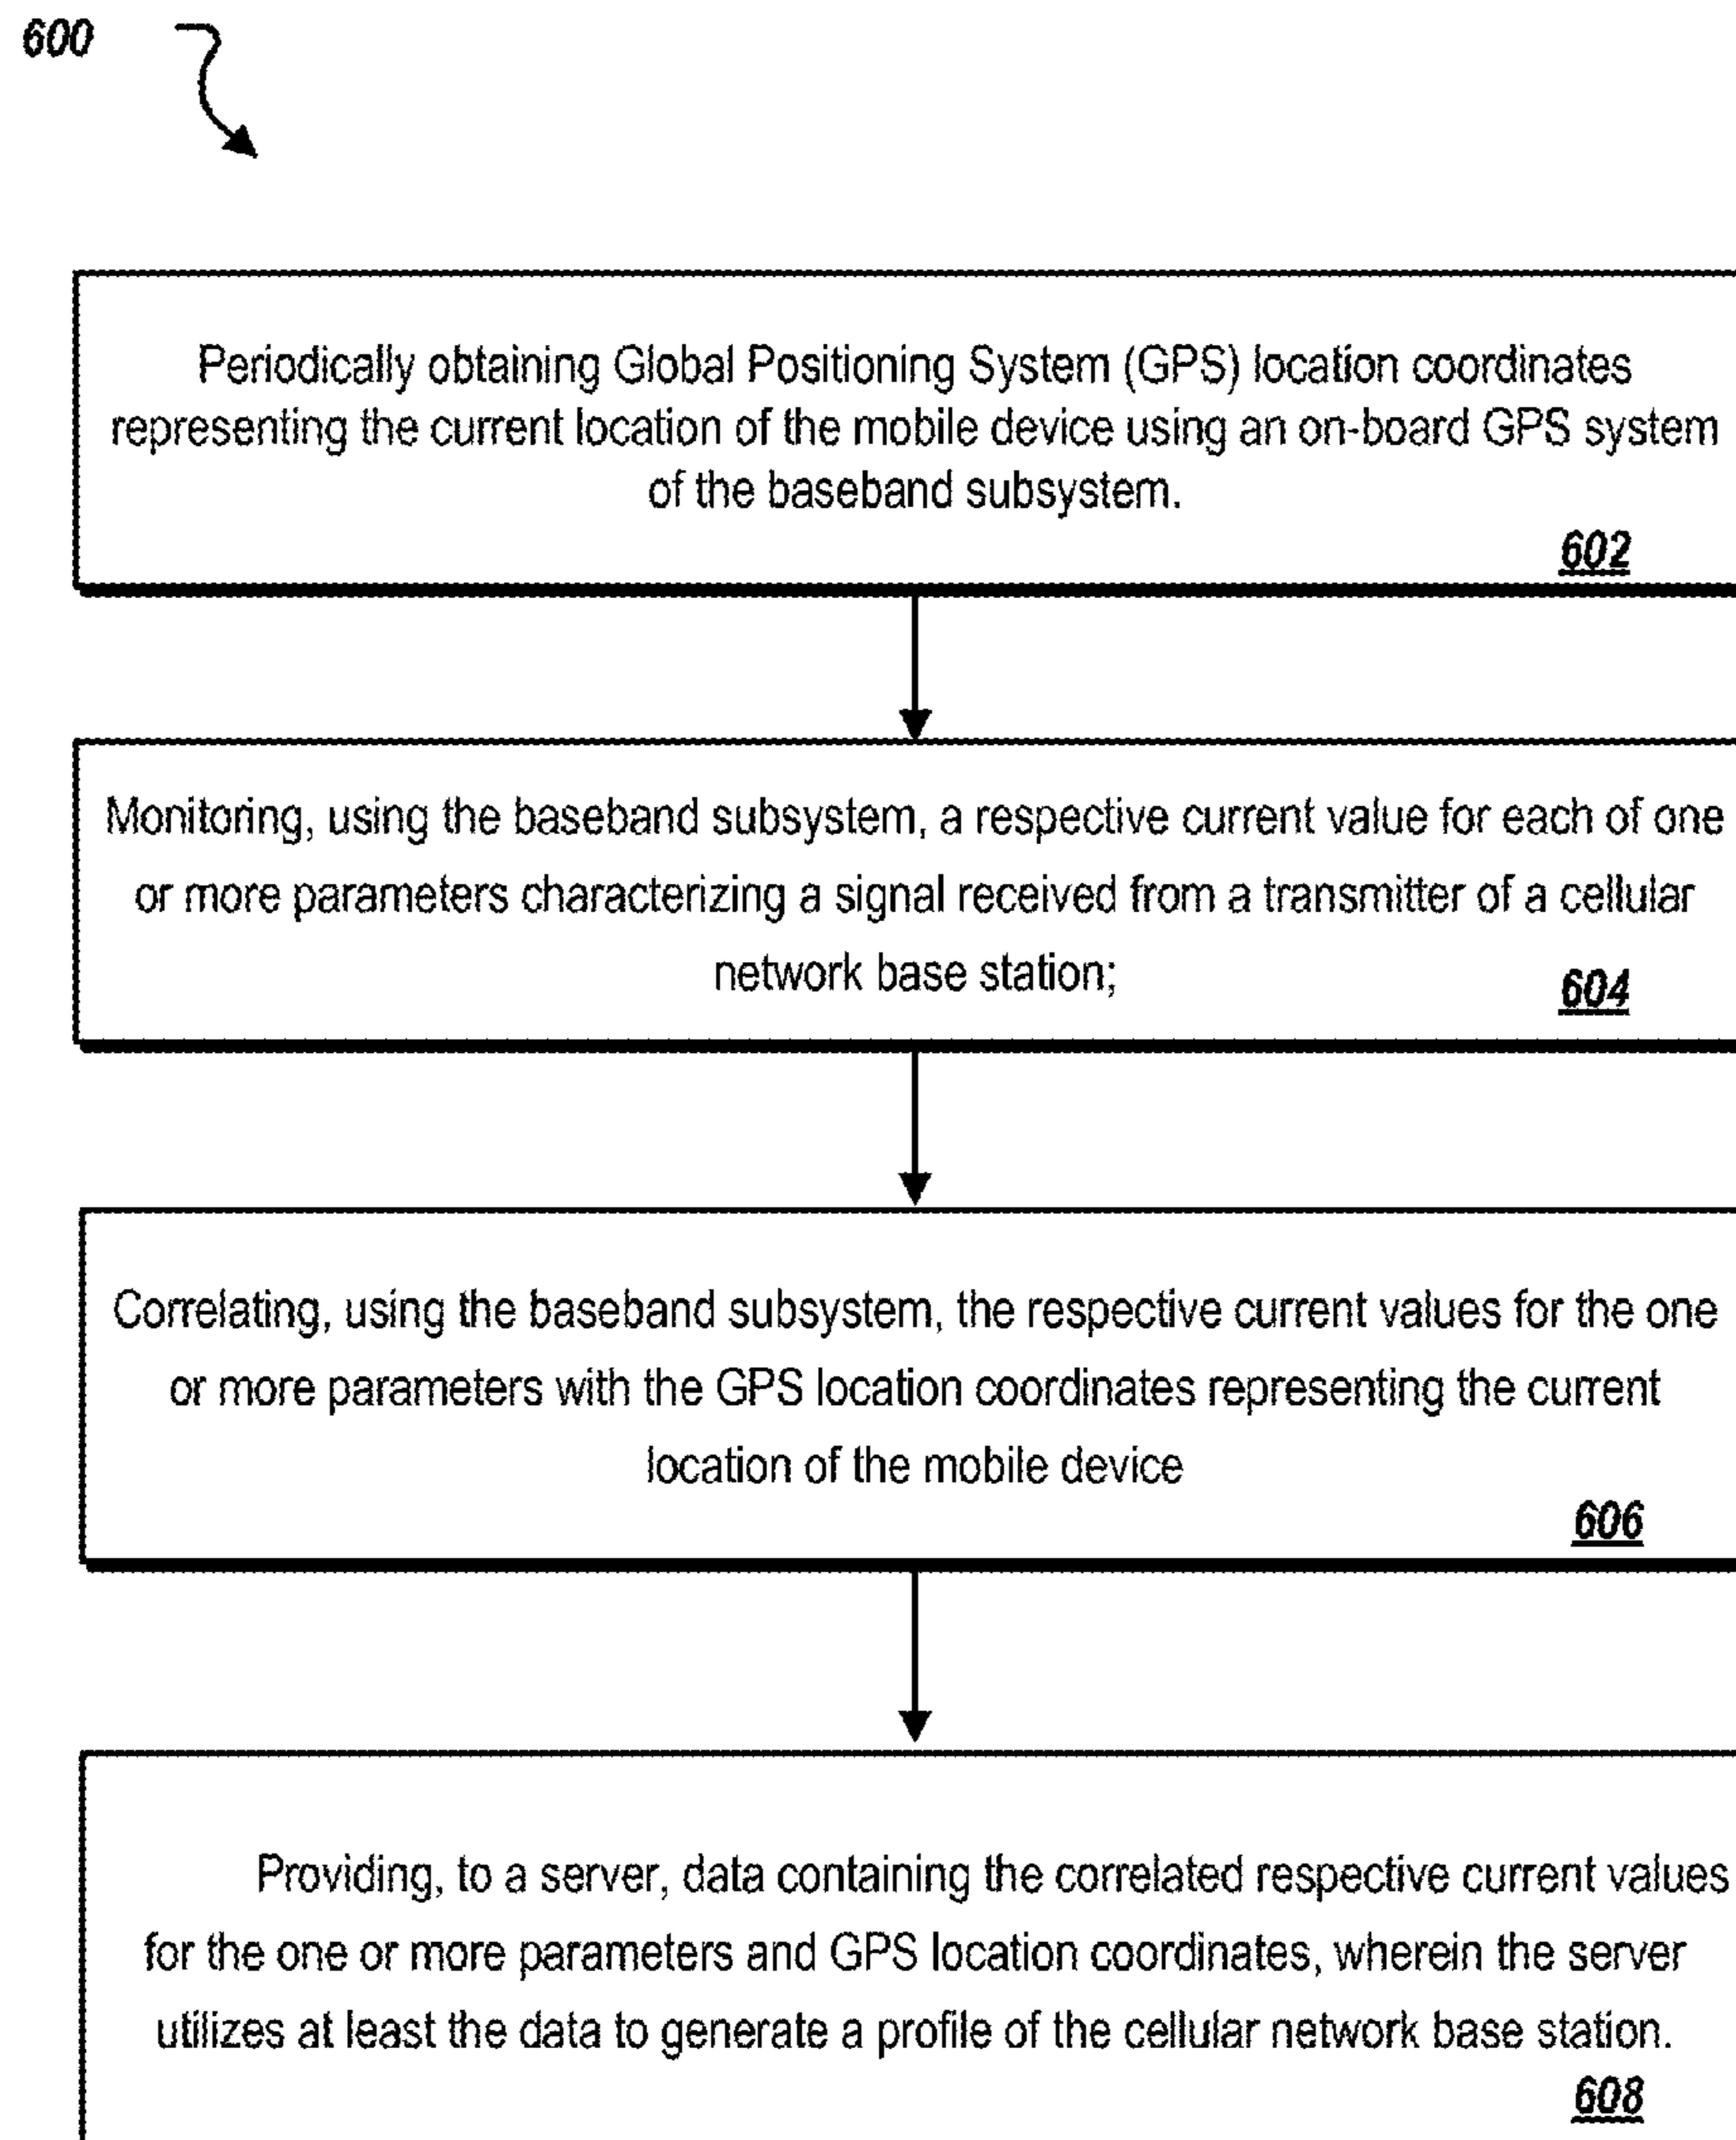 600
Periodically obtaining Global Positioning System (GPS) location coordinates
representing the current location of the mobile device using an on-board GPS system
of the baseband subsystem.
602
Monitoring, using the baseband subsystem, a respective current value for each of one
or more parameters characterizing a signal received from a transmitter of a cellular
network base station;
604
Correlating, using the baseband subsystem, the respective current values for the one
or more parameters with the GPS location coordinates representing the current
location of the mobile device
606
Providing, to a server, data containing the correlated respective current values
for the one or more parameters and GPS location coordinates, wherein the server
utilizes at least the data to generate a profile of the cellular network base station.
608